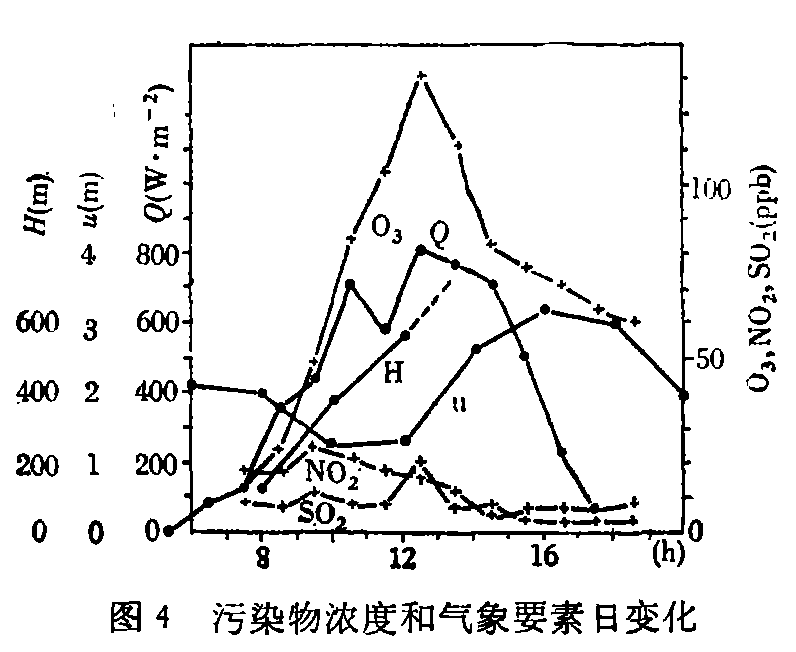 H(m)
u(m)
Q(W·m⁻²)
O₃, NO₂, SO₂(ppb)
100
O₃ Q
4 800
600 3 600
50
H
400 2 400
u
200 1 200
NO₂
SO₂
0 0 0 0
8 12 16 (h)
图 4 污染物浓度和气象要素日变化